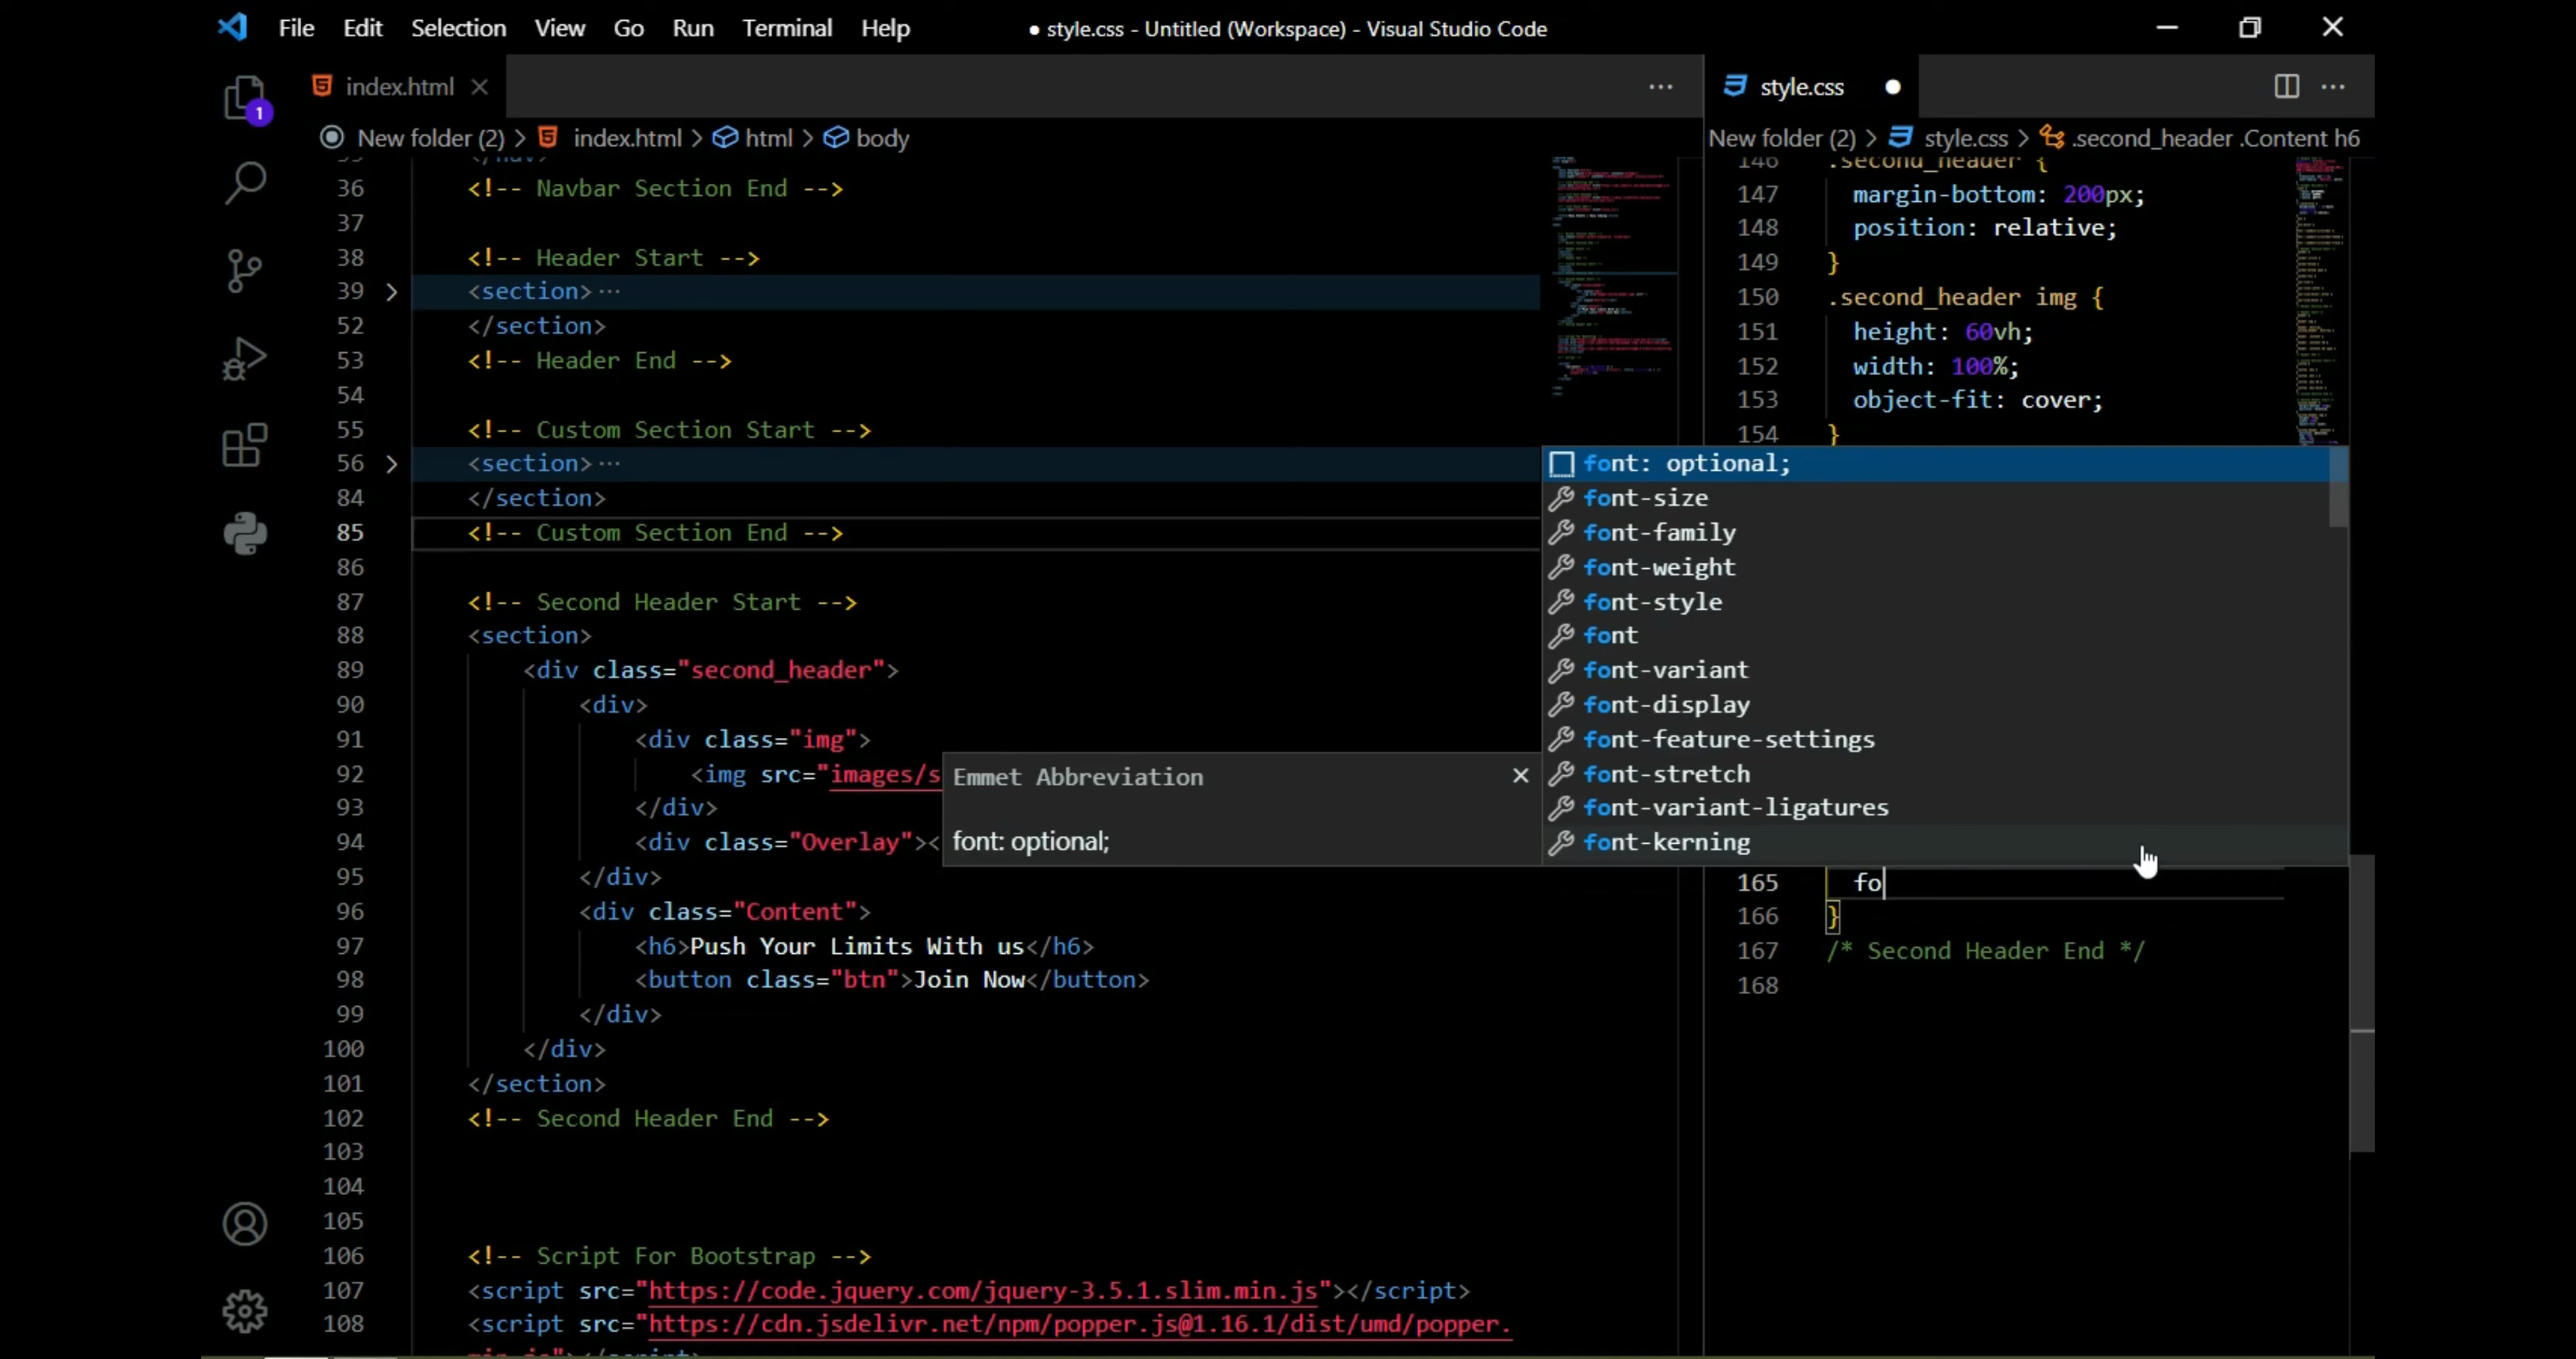 File Edit Selection View Go Run Terminal Help
● style.css - Untitled (Workspace) - Visual Studio Code
1
index.html
New folder (2) > index.html > html > body
36 <!-- Navbar Section End -->
37
38 <!-- Header Start -->
39 <section>···
52 </section>
53 <!-- Header End -->
54
55 <!-- Custom Section Start -->
56 <section>···
84 </section>
85 <!-- Custom Section End -->
86
87 <!-- Second Header Start -->
88 <section>
89 <div class="second_header">
90 <div>
91 <div class="img">
92 <img src="images/s
93 </div>
94 <div class="Overlay"><
95 </div>
96 <div class="Content">
97 <h6>Push Your Limits With us</h6>
98 <button class="btn">Join Now</button>
99 </div>
100 </div>
101 </section>
102 <!-- Second Header End -->
103
104
105
106 <!-- Script For Bootstrap -->
107 <script src="https://code.jquery.com/jquery-3.5.1.slim.min.js"></script>
108 <script src="https://cdn.jsdelivr.net/npm/popper.js@1.16.1/dist/umd/popper.
min.js"></script>
Emmet Abbreviation
font: optional;
style.css
New folder (2) > style.css > .second_header .Content h6
146 .second_header {
147 margin-bottom: 200px;
148 position: relative;
149 }
150 .second_header img {
151 height: 60vh;
152 width: 100%;
153 object-fit: cover;
154 }
font: optional;
font-size
font-family
font-weight
font-style
font
font-variant
font-display
font-feature-settings
font-stretch
font-variant-ligatures
font-kerning
165 fo
166 }
167 /* Second Header End */
168